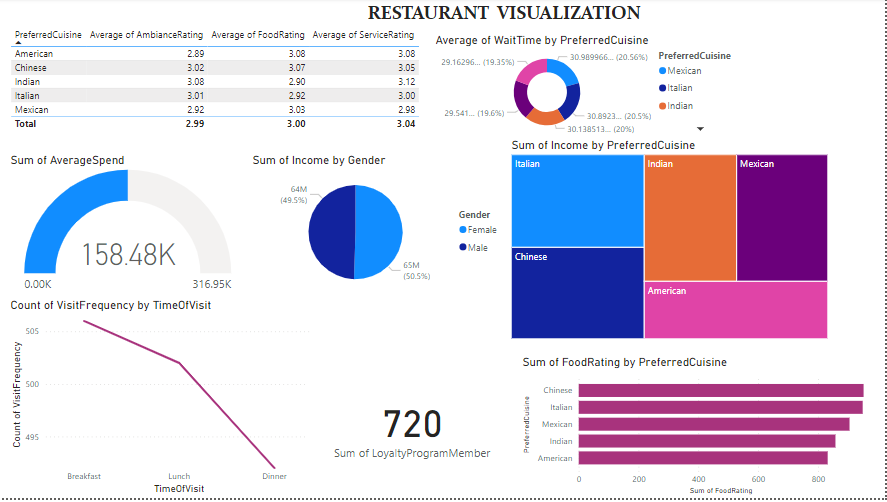 RESTAURANT VISUALIZATION
PreferredCuisine Average of AmbianceRating Average of FoodRating Average of ServiceRating
American 2.89 3.08 3.08
Chinese 3.02 3.07 3.05
Indian 3.08 2.90 3.12
Italian 3.01 2.92 3.00
Mexican 2.92 3.03 2.98
Total 2.99 3.00 3.04
Average of WaitTime by PreferredCuisine
29.16296... (19.35%)
30.989966... (20.56%)
29.541... (19.6%)
30.8923... (20.5%)
30.138513... (20%)
PreferredCuisine
Mexican
Italian
Indian
Sum of AverageSpend
158.48K
0.00K 316.95K
Sum of Income by Gender
64M
(49.5%)
65M
(50.5%)
Gender
Female
Male
Sum of Income by PreferredCuisine
Italian
Indian
Mexican
Chinese
American
Count of VisitFrequency by TimeOfVisit
Count of VisitFrequency
505
500
495
Breakfast Lunch Dinner
TimeOfVisit
720
Sum of LoyaltyProgramMember
Sum of FoodRating by PreferredCuisine
PreferredCuisine
Chinese
Italian
Mexican
Indian
American
0 200 400 600 800
Sum of FoodRating